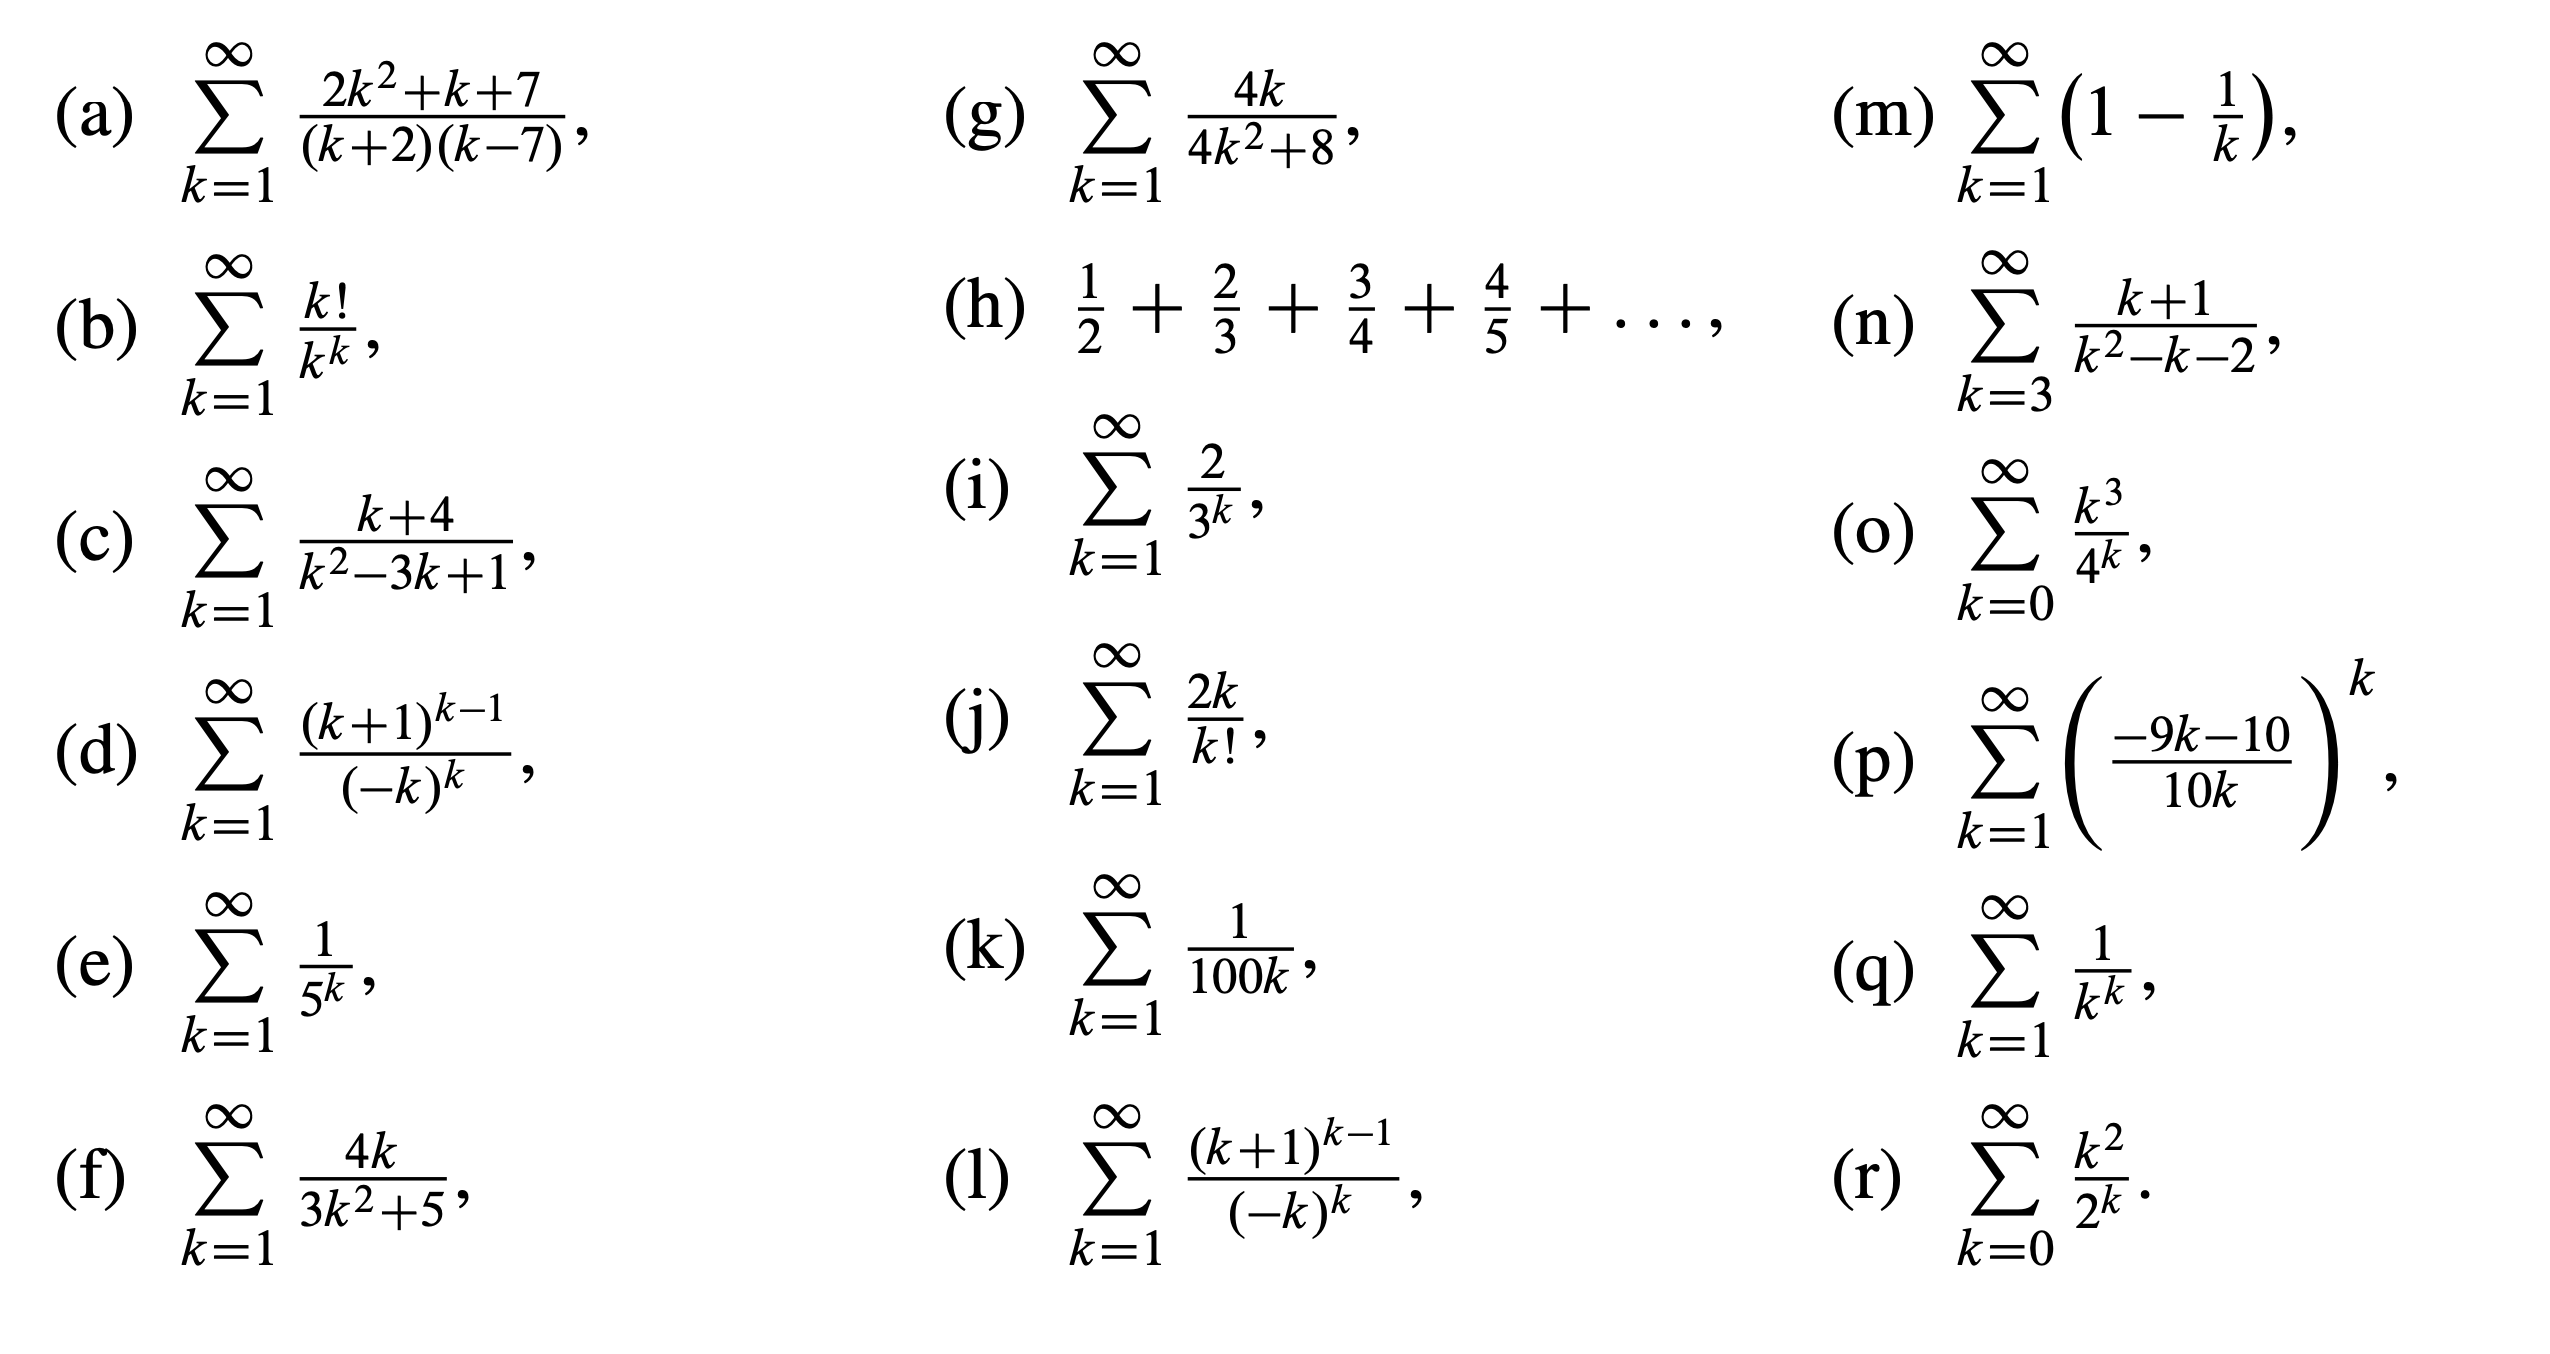 (a) $\sum_{k=1}^{\infty} \frac{2k^2+k+7}{(k+2)(k-7)}$,
(b) $\sum_{k=1}^{\infty} \frac{k!}{k^k}$,
(c) $\sum_{k=1}^{\infty} \frac{k+4}{k^2-3k+1}$,
(d) $\sum_{k=1}^{\infty} \frac{(k+1)^{k-1}}{(-k)^k}$,
(e) $\sum_{k=1}^{\infty} \frac{1}{5^k}$,
(f) $\sum_{k=1}^{\infty} \frac{4k}{3k^2+5}$,
(g) $\sum_{k=1}^{\infty} \frac{4k}{4k^2+8}$,
(h) $\frac{1}{2} + \frac{2}{3} + \frac{3}{4} + \frac{4}{5} + \ldots$,
(i) $\sum_{k=1}^{\infty} \frac{2}{3^k}$,
(j) $\sum_{k=1}^{\infty} \frac{2k}{k!}$,
(k) $\sum_{k=1}^{\infty} \frac{1}{100k}$,
(l) $\sum_{k=1}^{\infty} \frac{(k+1)^{k-1}}{(-k)^k}$,
(m) $\sum_{k=1}^{\infty} \left(1 - \frac{1}{k}\right)$,
(n) $\sum_{k=3}^{\infty} \frac{k+1}{k^2-k-2}$,
(o) $\sum_{k=0}^{\infty} \frac{k^3}{4^k}$,
(p) $\sum_{k=1}^{\infty} \left(\frac{-9k-10}{10k}\right)^k$,
(q) $\sum_{k=1}^{\infty} \frac{1}{k^k}$,
(r) $\sum_{k=0}^{\infty} \frac{k^2}{2^k}$.